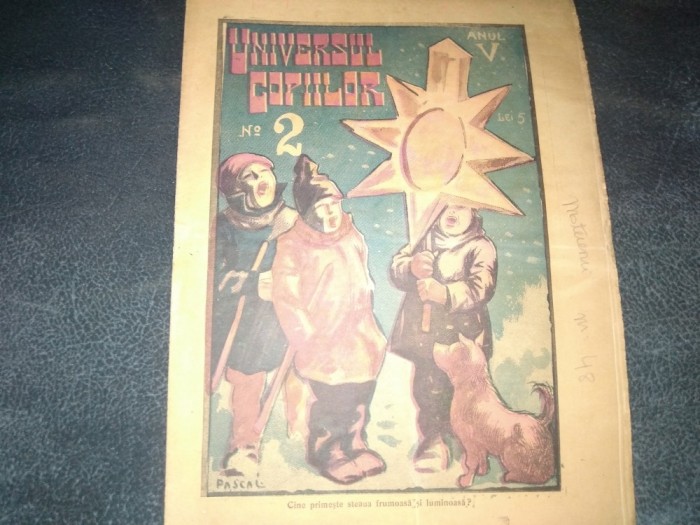 UNIVERSUL
COPIILOR
ANUL
V
No 2
LEI 5
PASCAL
Cine primește steaua frumoasă și luminoasă?